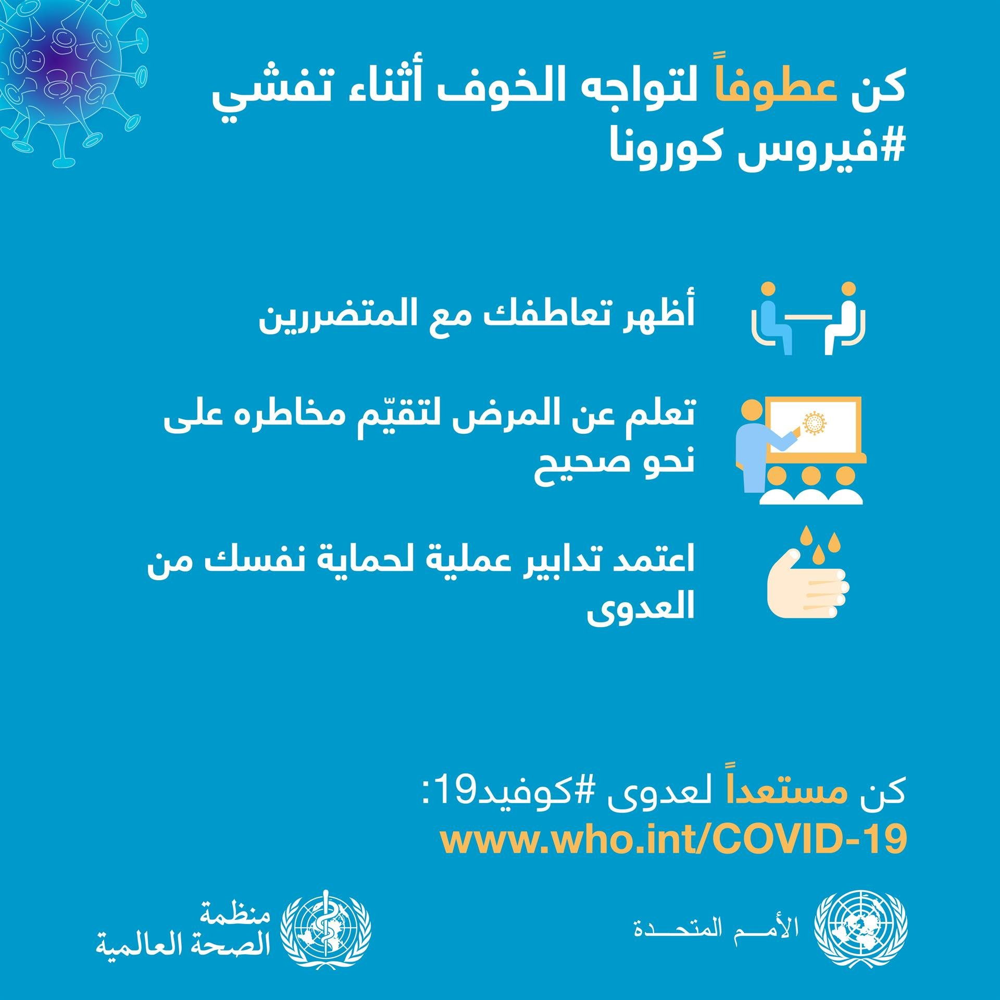 كن عطوفاً لتواجه الخوف أثناء تفشي
#فيروس كورونا
أظهر تعاطفك مع المتضررين
تعلم عن المرض لتقيّم مخاطره على
نحو صحيح
اعتمد تدابير عملية لحماية نفسك من
العدوى
كن مستعداً لعدوى #كوفيد19:
www.who.int/COVID-19
الأمم المتحدة
منظمة
الصحة العالمية